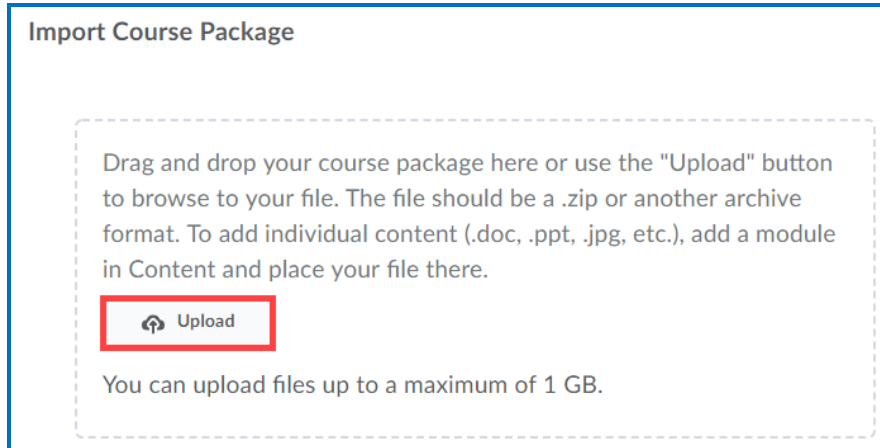 Import Course Package
Drag and drop your course package here or use the "Upload" button
to browse to your file. The file should be a .zip or another archive
format. To add individual content (.doc, .ppt, .jpg, etc.), add a module
in Content and place your file there.
Upload
You can upload files up to a maximum of 1 GB.